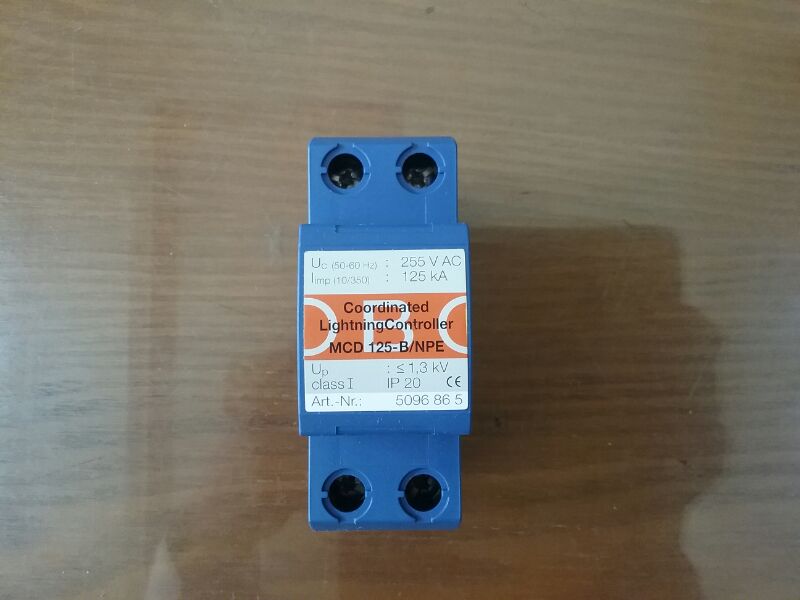 Uc (50-60 Hz) : 255 V AC
Iimp (10/350) : 125 kA
OBO
Coordinated
LightningController
MCD 125-B/NPE
Up : ≤ 1,3 kV
class I IP 20 CE
Art.-Nr.: 5096 86 5